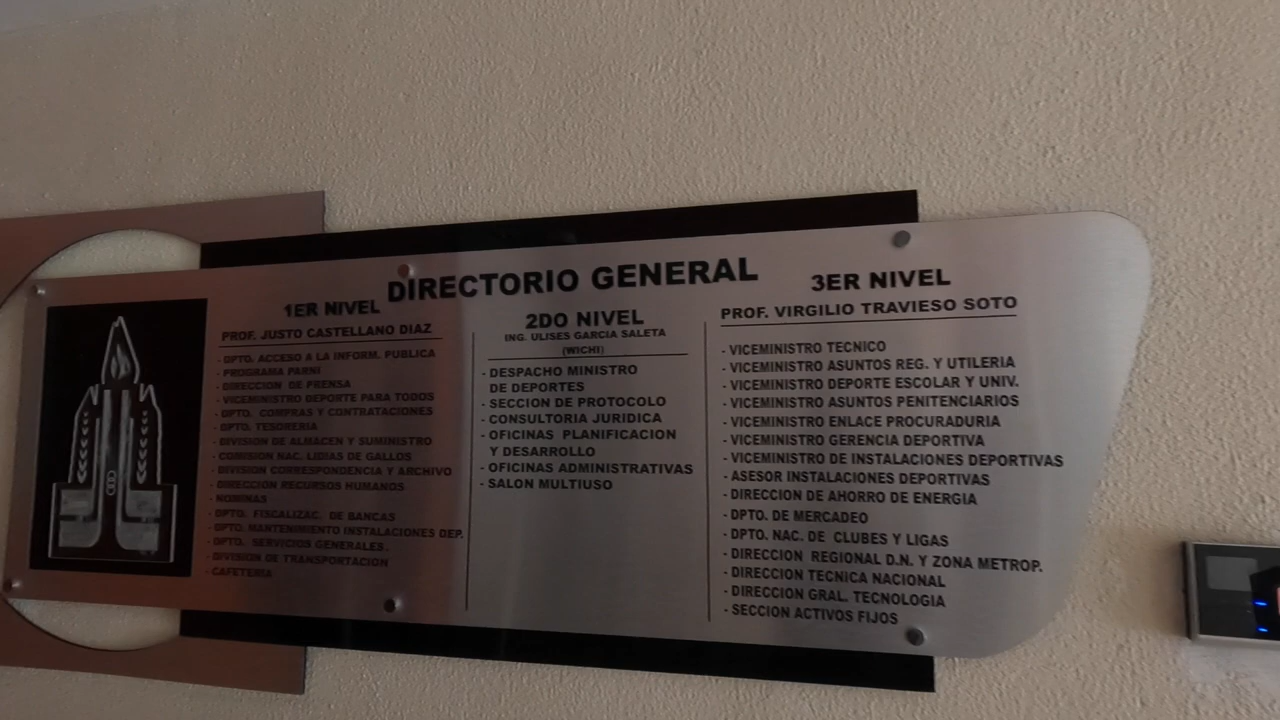 DIRECTORIO GENERAL
1ER NIVEL
PROF. JUSTO CASTELLANO DIAZ
- DPTO. ACCESO A LA INFORM. PUBLICA
- PROGRAMA PARNI
- DIRECCION DE PRENSA
- VICEMINISTRO DEPORTE PARA TODOS
- DPTO. COMPRAS Y CONTRATACIONES
- DPTO. TESORERIA
- DIVISION DE ALMACEN Y SUMINISTRO
- COMISION NAC. LIDIAS DE GALLOS
- DIVISION CORRESPONDENCIA Y ARCHIVO
- DIRECCION RECURSOS HUMANOS
- NOMINAS
- DPTO. FISCALIZAC. DE BANCAS
- DPTO. MANTENIMIENTO INSTALACIONES DEP.
- DPTO. SERVICIOS GENERALES.
- DIVISION DE TRANSPORTACION
- CAFETERIA
2DO NIVEL
ING. ULISES GARCIA SALETA
(WICHI)
- DESPACHO MINISTRO
DE DEPORTES
- SECCION DE PROTOCOLO
- CONSULTORIA JURIDICA
- OFICINAS PLANIFICACION
Y DESARROLLO
- OFICINAS ADMINISTRATIVAS
- SALON MULTIUSO
3ER NIVEL
PROF. VIRGILIO TRAVIESO SOTO
- VICEMINISTRO TECNICO
- VICEMINISTRO ASUNTOS REG. Y UTILERIA
- VICEMINISTRO DEPORTE ESCOLAR Y UNIV.
- VICEMINISTRO ASUNTOS PENITENCIARIOS
- VICEMINISTRO ENLACE PROCURADURIA
- VICEMINISTRO GERENCIA DEPORTIVA
- VICEMINISTRO DE INSTALACIONES DEPORTIVAS
- ASESOR INSTALACIONES DEPORTIVAS
- DIRECCION DE AHORRO DE ENERGIA
- DPTO. DE MERCADEO
- DPTO. NAC. DE CLUBES Y LIGAS
- DIRECCION REGIONAL D.N. Y ZONA METROP.
- DIRECCION TECNICA NACIONAL
- DIRECCION GRAL. TECNOLOGIA
- SECCION ACTIVOS FIJOS